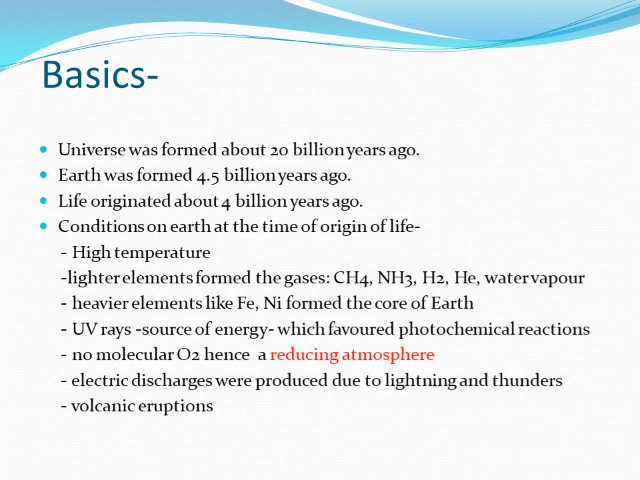 Basics-
• Universe was formed about 20 billion years ago.
• Earth was formed 4.5 billion years ago.
• Life originated about 4 billion years ago.
• Conditions on earth at the time of origin of life-
- High temperature
-lighter elements formed the gases: CH4, NH3, H2, He, water vapour
- heavier elements like Fe, Ni formed the core of Earth
- UV rays -source of energy- which favoured photochemical reactions
- no molecular O2 hence a reducing atmosphere
- electric discharges were produced due to lightning and thunders
- volcanic eruptions